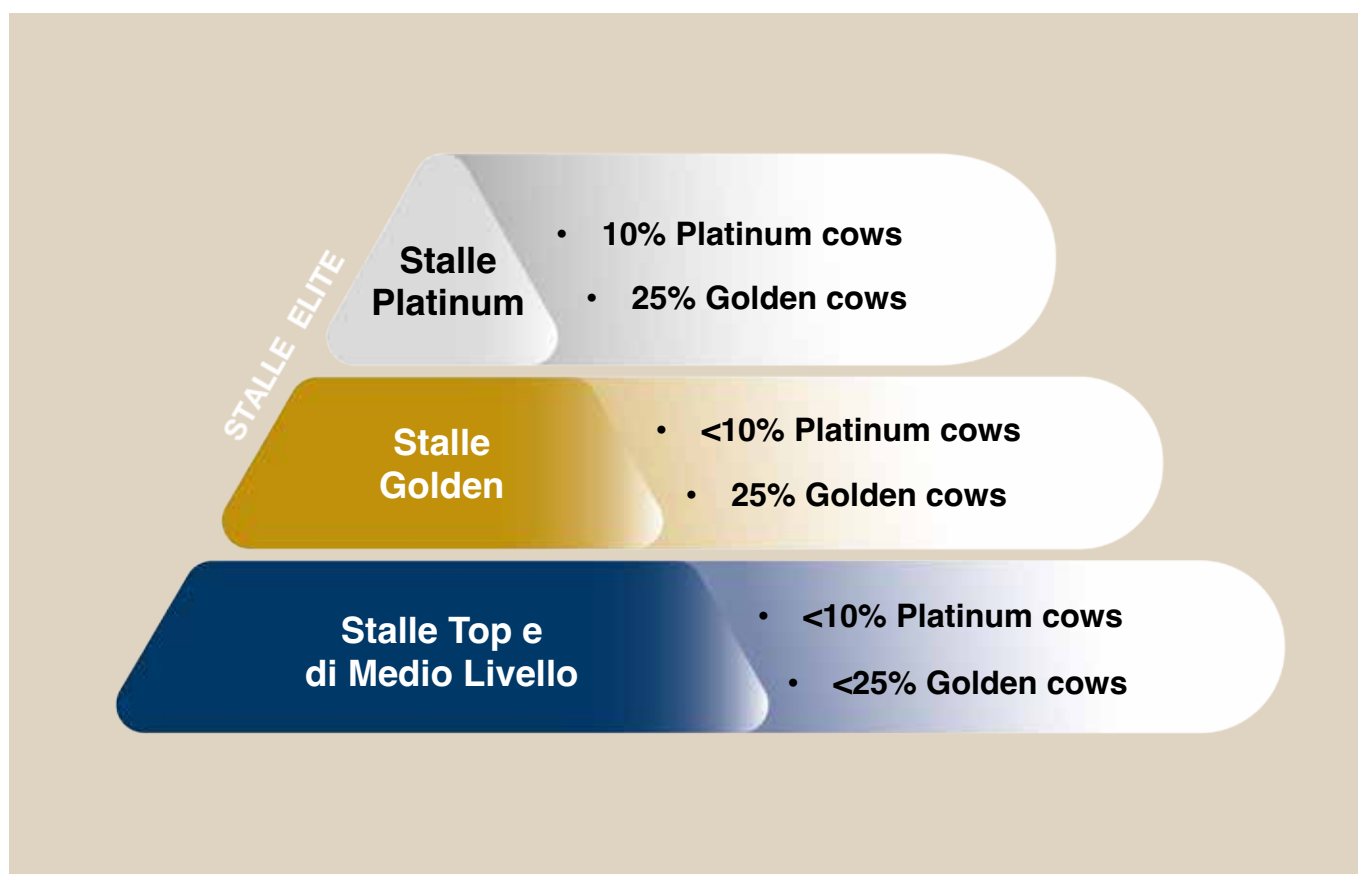 STALLE ELITE
Stalle
Platinum
• 10% Platinum cows
• 25% Golden cows
Stalle
Golden
• <10% Platinum cows
• 25% Golden cows
Stalle Top e
di Medio Livello
• <10% Platinum cows
• <25% Golden cows